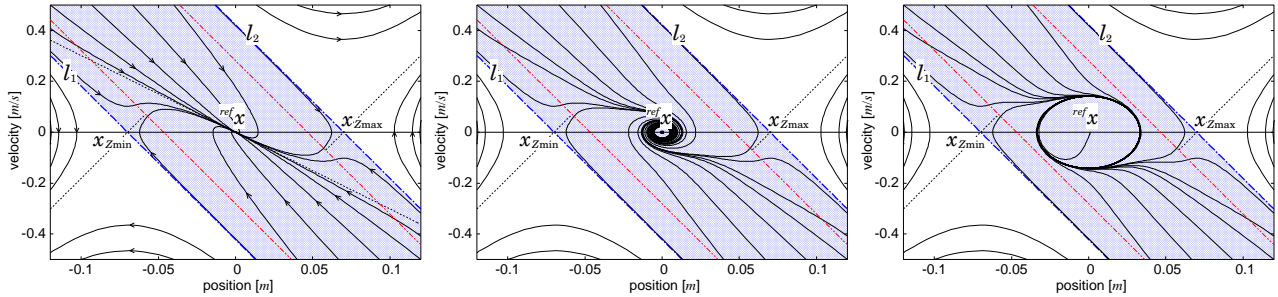 0.4
0.2
0
-0.2
-0.4
velocity [m/s]
-0.1
-0.05
0
0.05
0.1
position [m]
l1
l2
ref x
xZmin
xZmax
0.4
0.2
0
-0.2
-0.4
velocity [m/s]
-0.1
-0.05
0
0.05
0.1
position [m]
l1
l2
ref x
xZmin
xZmax
0.4
0.2
0
-0.2
-0.4
velocity [m/s]
-0.1
-0.05
0
0.05
0.1
position [m]
l1
l2
ref x
xZmin
xZmax